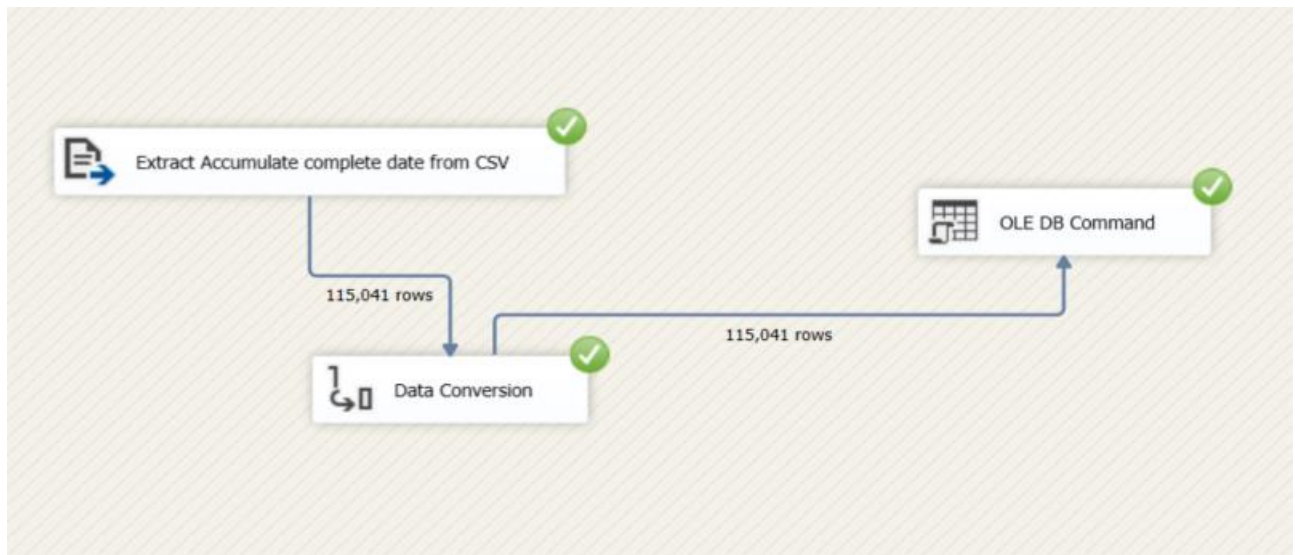 Extract Accumulate complete date from CSV
OLE DB Command
115,041 rows
115,041 rows
Data Conversion